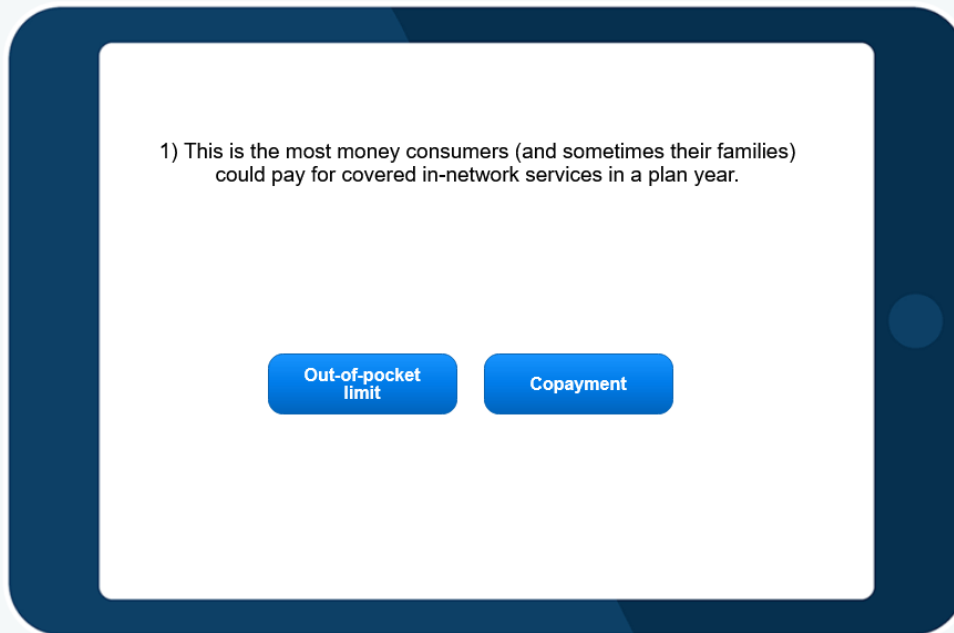 1) This is the most money consumers (and sometimes their families)
could pay for covered in-network services in a plan year.
Out-of-pocket
limit
Copayment